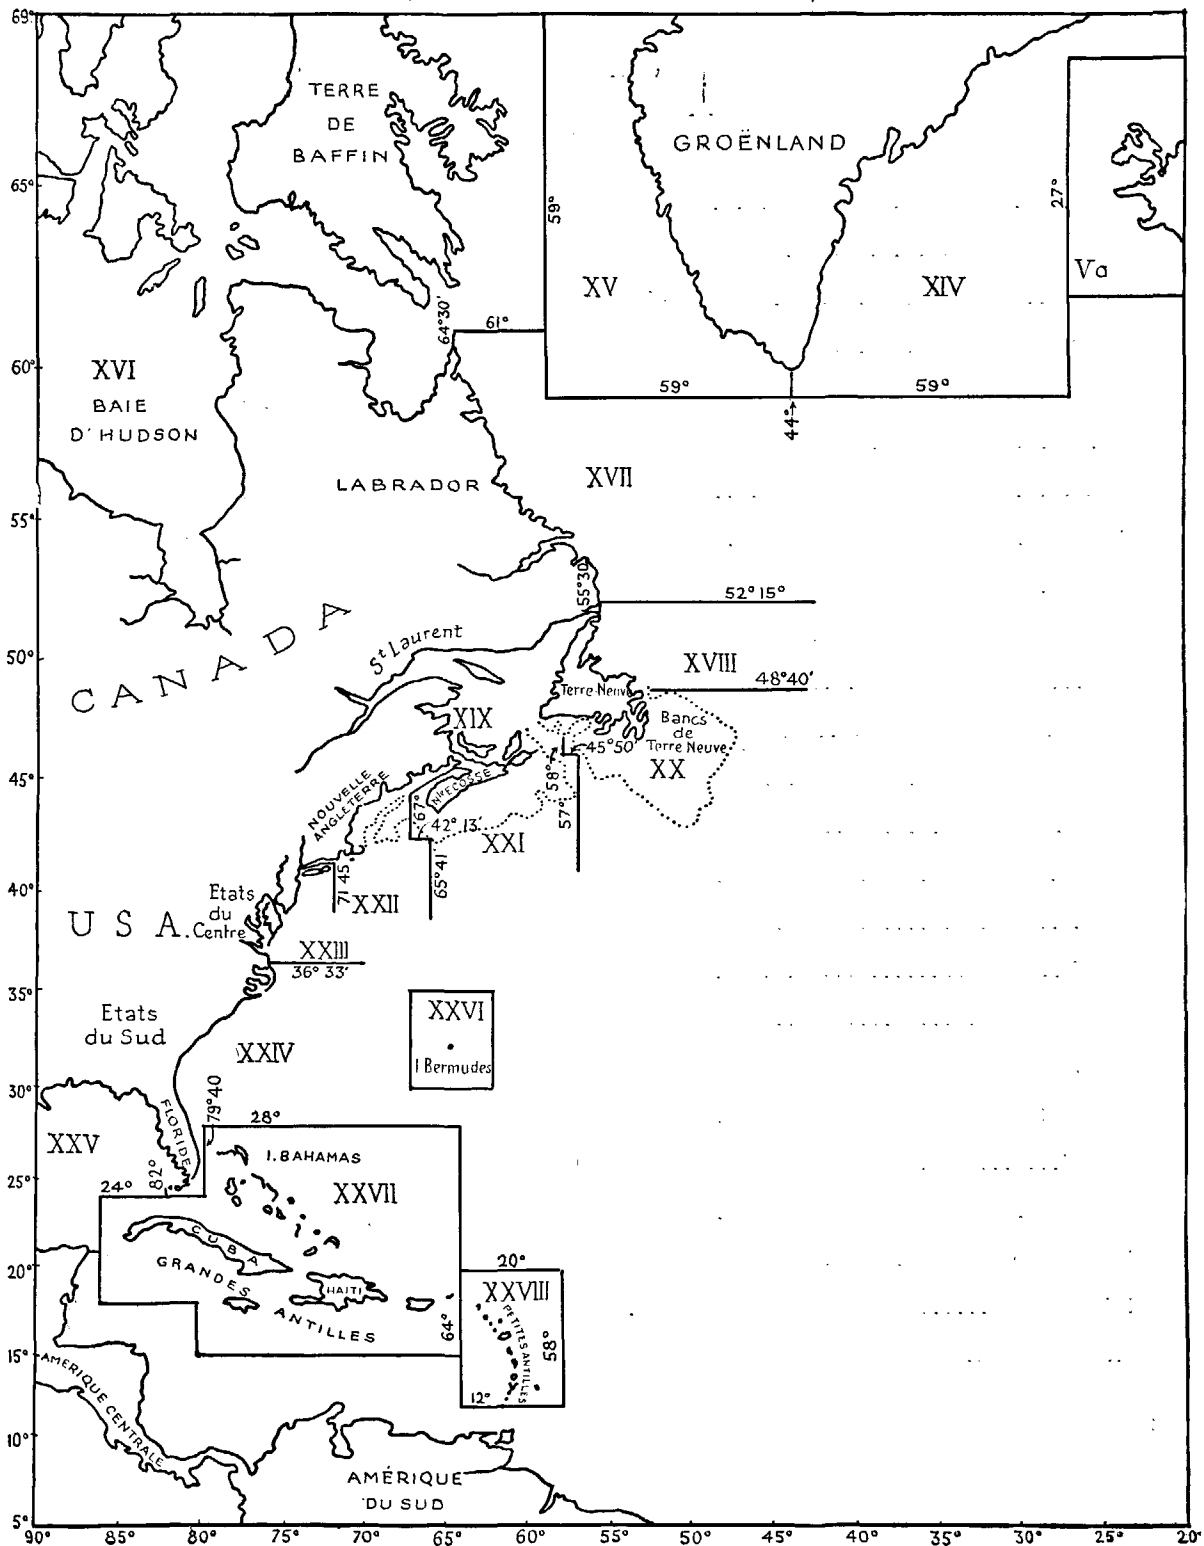 69°
TERRE
DE
BAFFIN
GROËNLAND
65°
59°
27°
Va
XV
XIV
64°30'
61°
60°
XVI
BAIE
D'HUDSON
59°
59°
44°
LABRADOR
XVII
55°
55°30'
52° 15°
CANADA
St Laurent
50°
XVIII
48°40'
Terre-Neuve
XIX
Bancs
de
Terre Neuve
45°50'
XX
45°
NOUVELLE
ANGLETERRE
Nlle ECOSSE
58°
57°
67°
42° 13'
XXI
65°41
71 45'
XXII
40°
Etats
du
Centre
U S A.
XXIII
36° 33'
35°
Etats
du Sud
XXVI
I Bermudes
XXIV
30°
79°40
FLORIDE
28°
XXV
I. BAHAMAS
82°
XXVII
25°
24°
CUBA
20°
GRANDES
ANTILLES
HAITI
20°
XXVIII
PETITES ANTILLES
64°
58°
15°
12°
AMERIQUE CENTRALE
10°
AMÉRIQUE
DU SUD
5°
90° 85° 80° 75° 70° 65° 60° 55° 50° 45° 40° 35° 30° 25° 20°